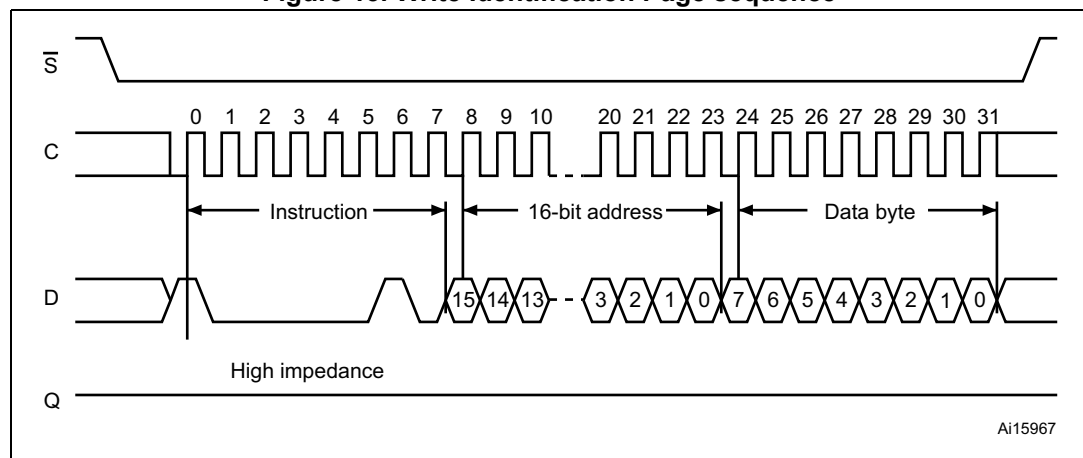 Figure 16. Write Identification Page sequence
S
0 1 2 3 4 5 6 7 8 9 10 20 21 22 23 24 25 26 27 28 29 30 31
C
Instruction 16-bit address Data byte
D
15 14 13 3 2 1 0 7 6 5 4 3 2 1 0
High impedance
Q
Ai15967